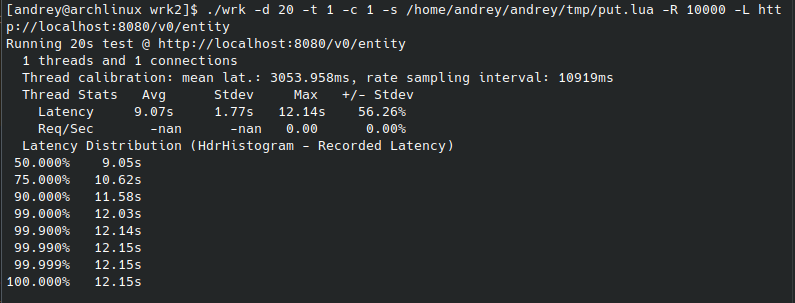 [andrey@archlinux wrk2]$ ./wrk -d 20 -t 1 -c 1 -s /home/andrey/andrey/tmp/put.lua -R 10000 -L htt
p://localhost:8080/v0/entity
Running 20s test @ http://localhost:8080/v0/entity
  1 threads and 1 connections
  Thread calibration: mean lat.: 3053.958ms, rate sampling interval: 10919ms
  Thread Stats   Avg      Stdev     Max   +/- Stdev
    Latency     9.07s     1.77s   12.14s    56.26%
    Req/Sec       -nan      -nan   0.00      0.00%
  Latency Distribution (HdrHistogram - Recorded Latency)
 50.000%    9.05s
 75.000%   10.62s
 90.000%   11.58s
 99.000%   12.03s
 99.900%   12.14s
 99.990%   12.15s
 99.999%   12.15s
100.000%   12.15s